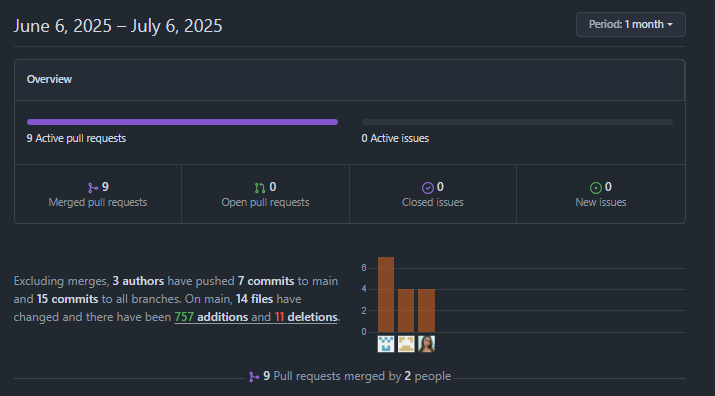 June 6, 2025 – July 6, 2025
Period: 1 month
Overview
9 Active pull requests
0 Active issues
9
Merged pull requests
0
Open pull requests
0
Closed issues
0
New issues
Excluding merges, 3 authors have pushed 7 commits to main
and 15 commits to all branches. On main, 14 files have
changed and there have been 757 additions and 11 deletions.
6
4
2
0
9 Pull requests merged by 2 people